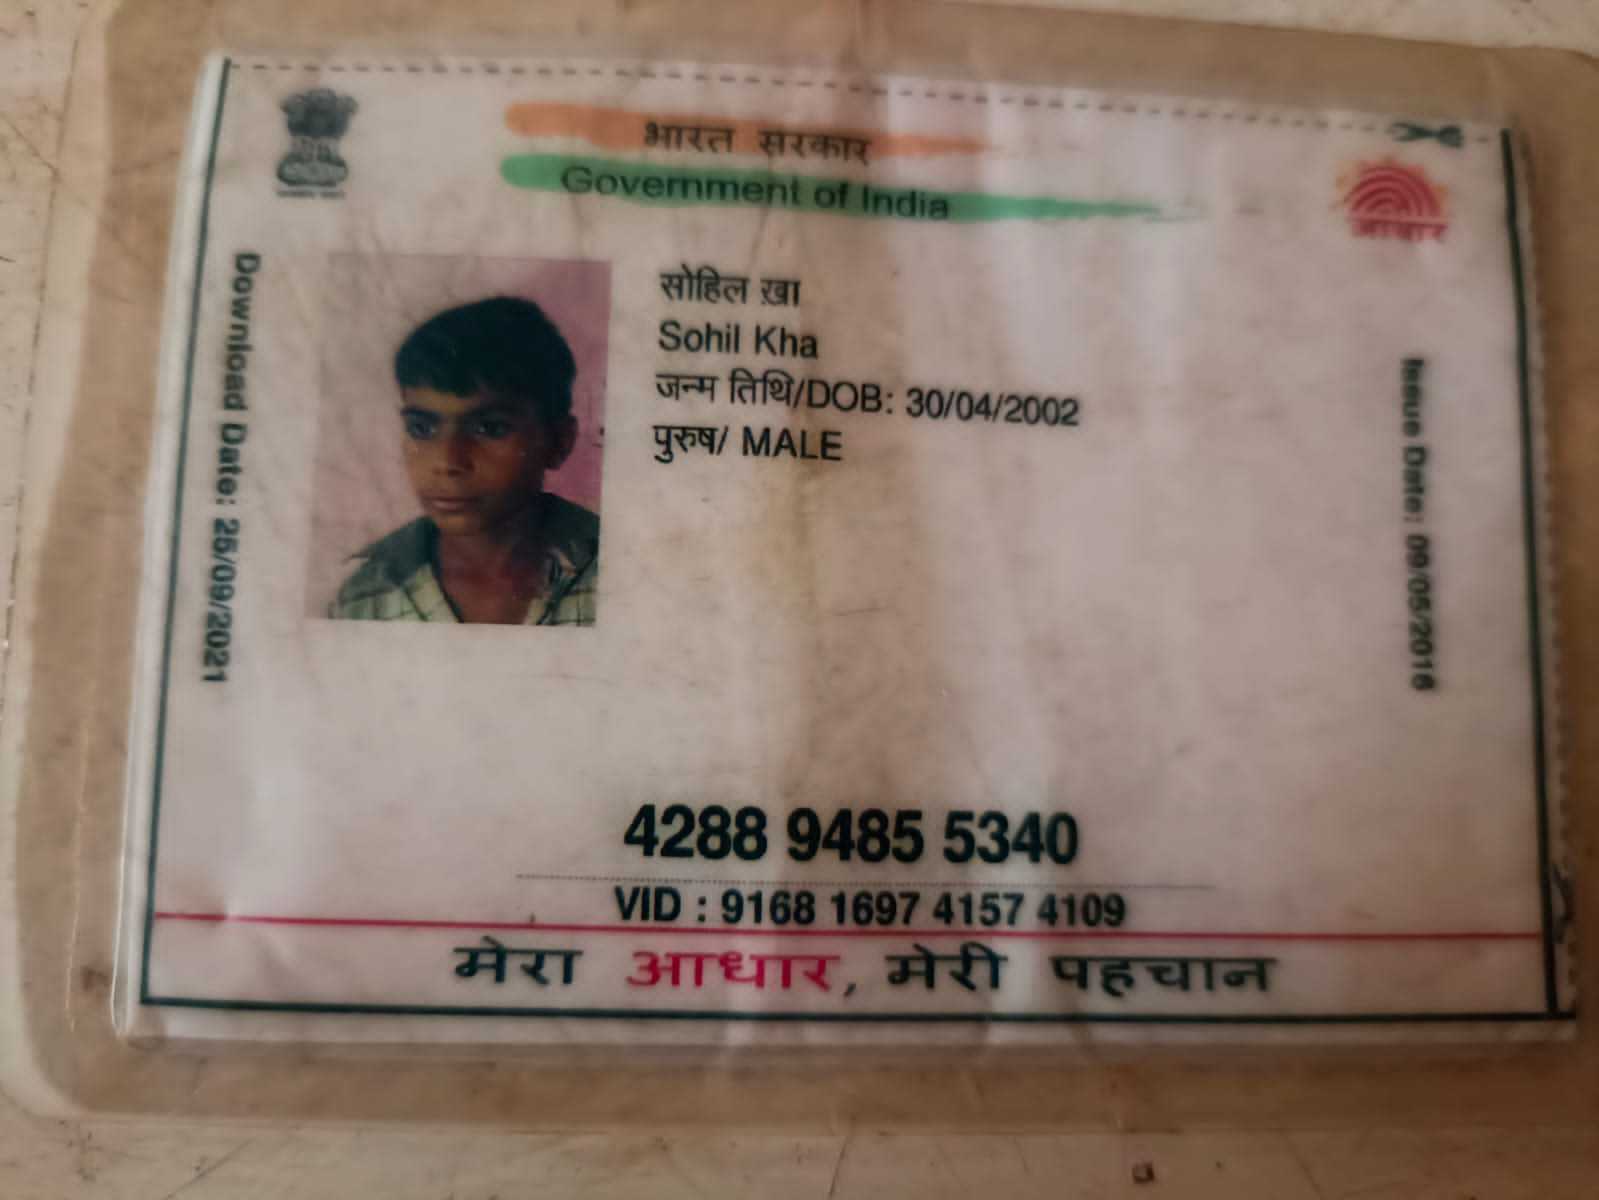 भारत सरकार
Government of India
आधार
Download Date: 25/09/2021
सोहिल ख़ा
Sohil Kha
जन्म तिथि/DOB: 30/04/2002
पुरुष/ MALE
Issue Date: 09/05/2016
4288 9485 5340
VID : 9168 1697 4157 4109
मेरा आधार, मेरी पहचान